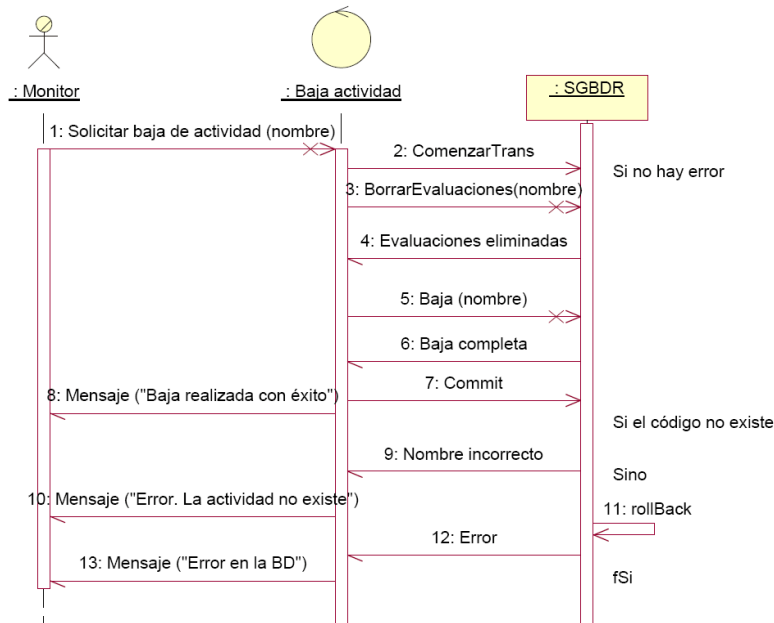 : Monitor
: Baja actividad
: SGBDR
1: Solicitar baja de actividad (nombre)
2: ComenzarTrans
Si no hay error
3: BorrarEvaluaciones(nombre)
4: Evaluaciones eliminadas
5: Baja (nombre)
6: Baja completa
7: Commit
8: Mensaje ("Baja realizada con éxito")
Si el código no existe
9: Nombre incorrecto
Sino
10: Mensaje ("Error. La actividad no existe")
11: rollBack
12: Error
13: Mensaje ("Error en la BD")
fSi